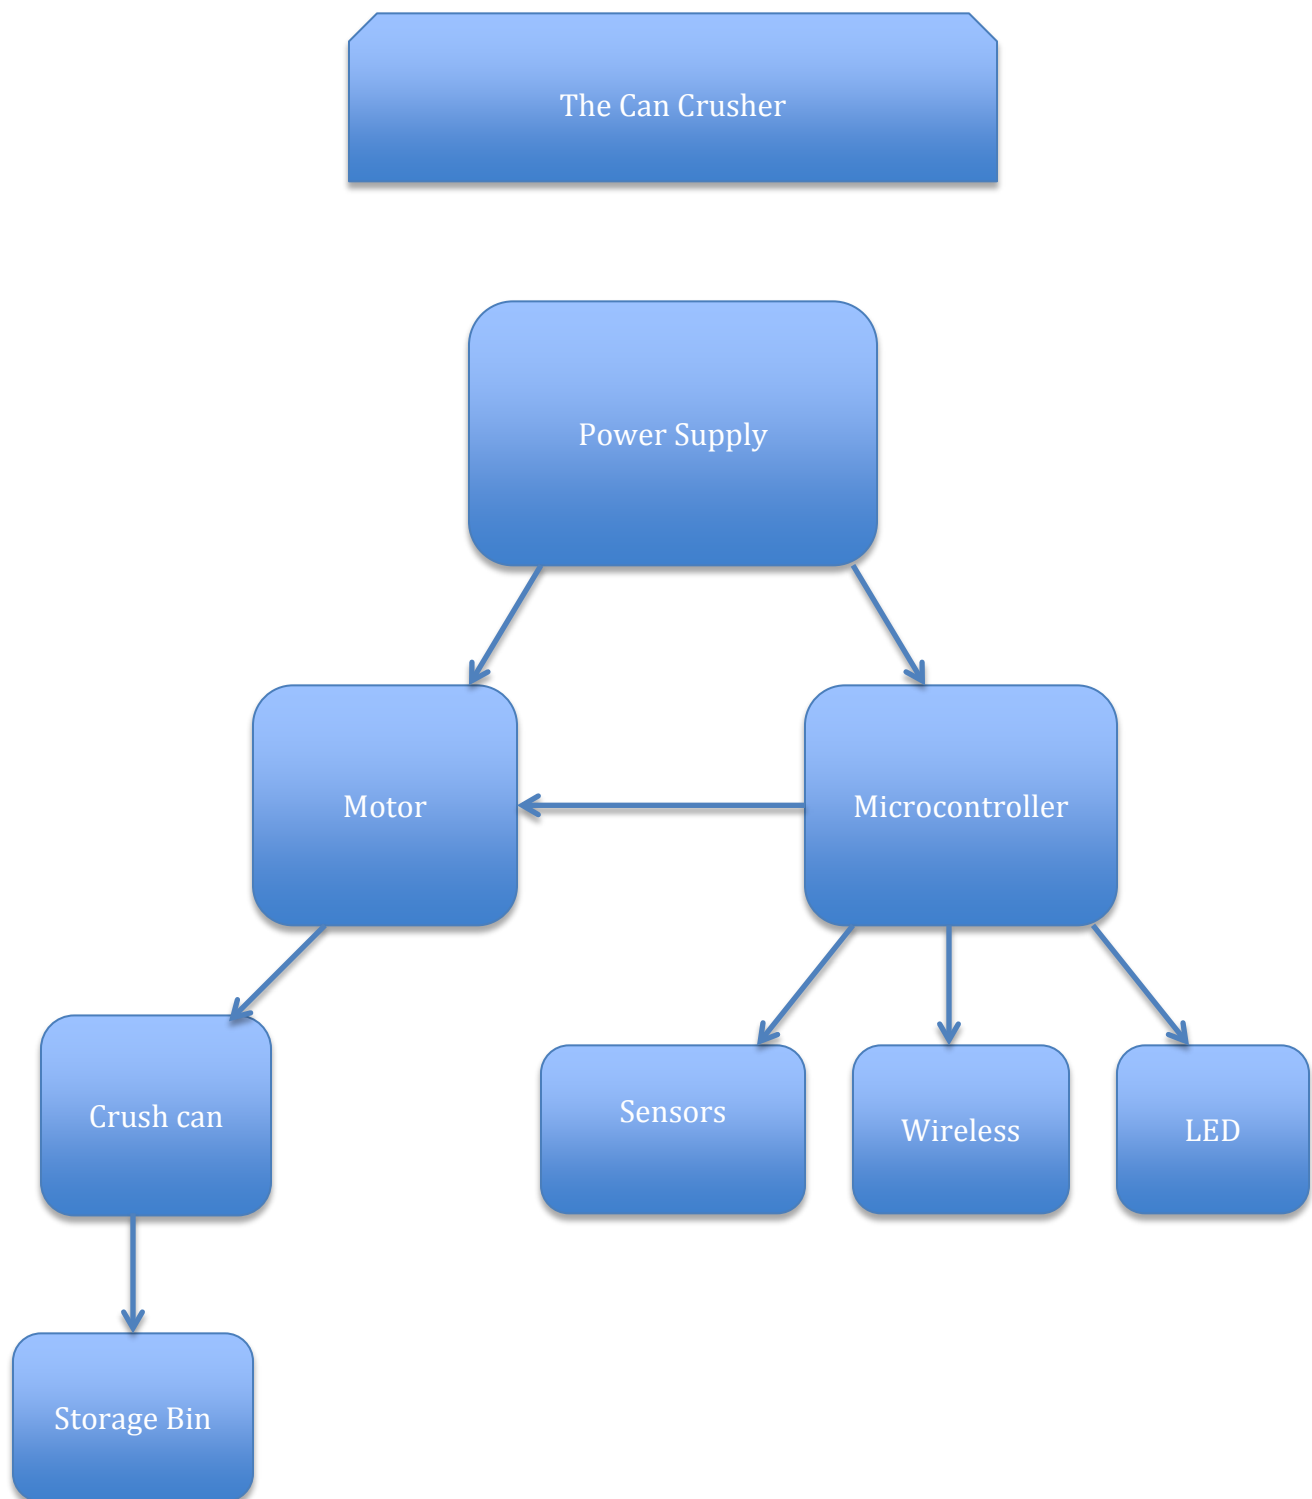 The Can Crusher
Power Supply
Motor
Microcontroller
Crush can
Sensors
Wireless
LED
Storage Bin